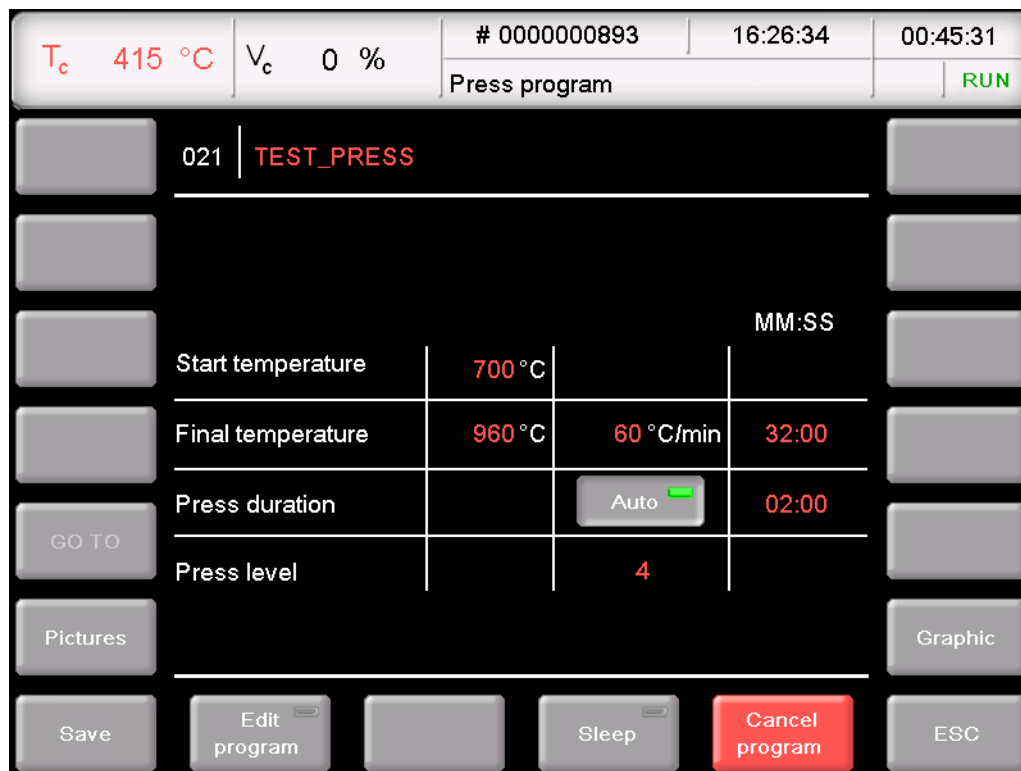 Tc 415 °C Vc 0 % # 0000000893 16:26:34 00:45:31
Press program RUN
021 TEST_PRESS
MM:SS
Start temperature 700 °C
Final temperature 960 °C 60 °C/min 32:00
Press duration Auto 02:00
GO TO
Press level 4
Pictures Graphic
Save Edit program Sleep Cancel program ESC